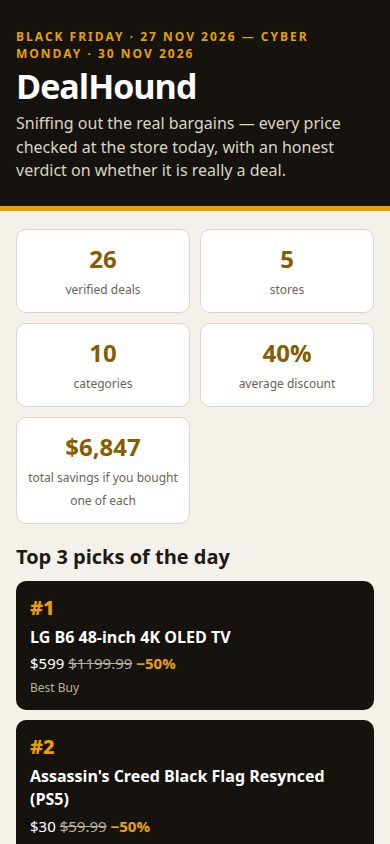 BLACK FRIDAY · 27 NOV 2026 — CYBER
MONDAY · 30 NOV 2026
DealHound
Sniffing out the real bargains — every price
checked at the store today, with an honest
verdict on whether it is really a deal.
26
verified deals
5
stores
10
categories
40%
average discount
$6,847
total savings if you bought
one of each
Top 3 picks of the day
#1
LG B6 48-inch 4K OLED TV
$599 $1199.99 −50%
Best Buy
#2
Assassin's Creed Black Flag Resynced
(PS5)
$30 $59.99 −50%